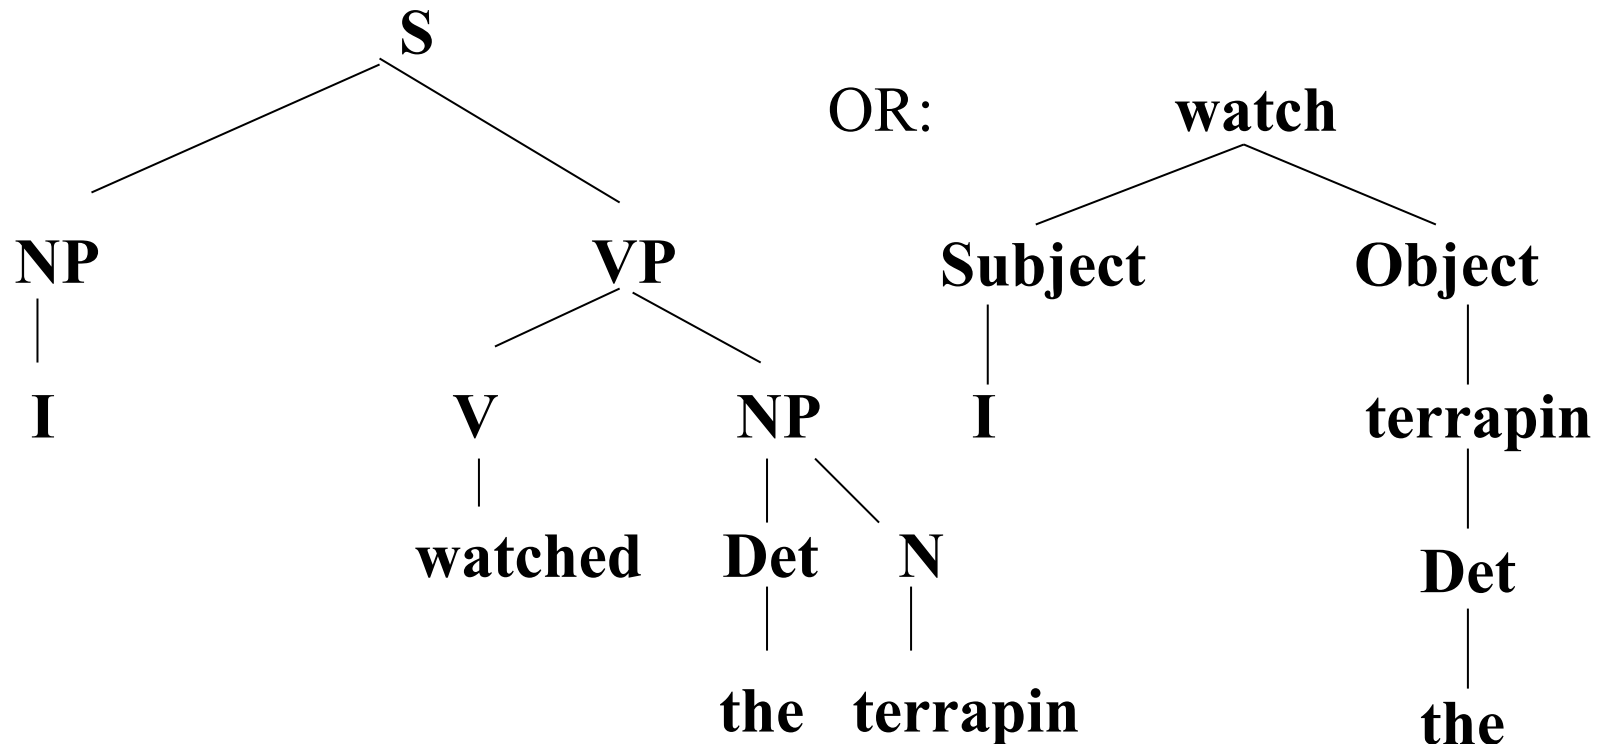 S
OR: watch
NP VP Subject Object
I V NP I terrapin
watched Det N Det
the terrapin the